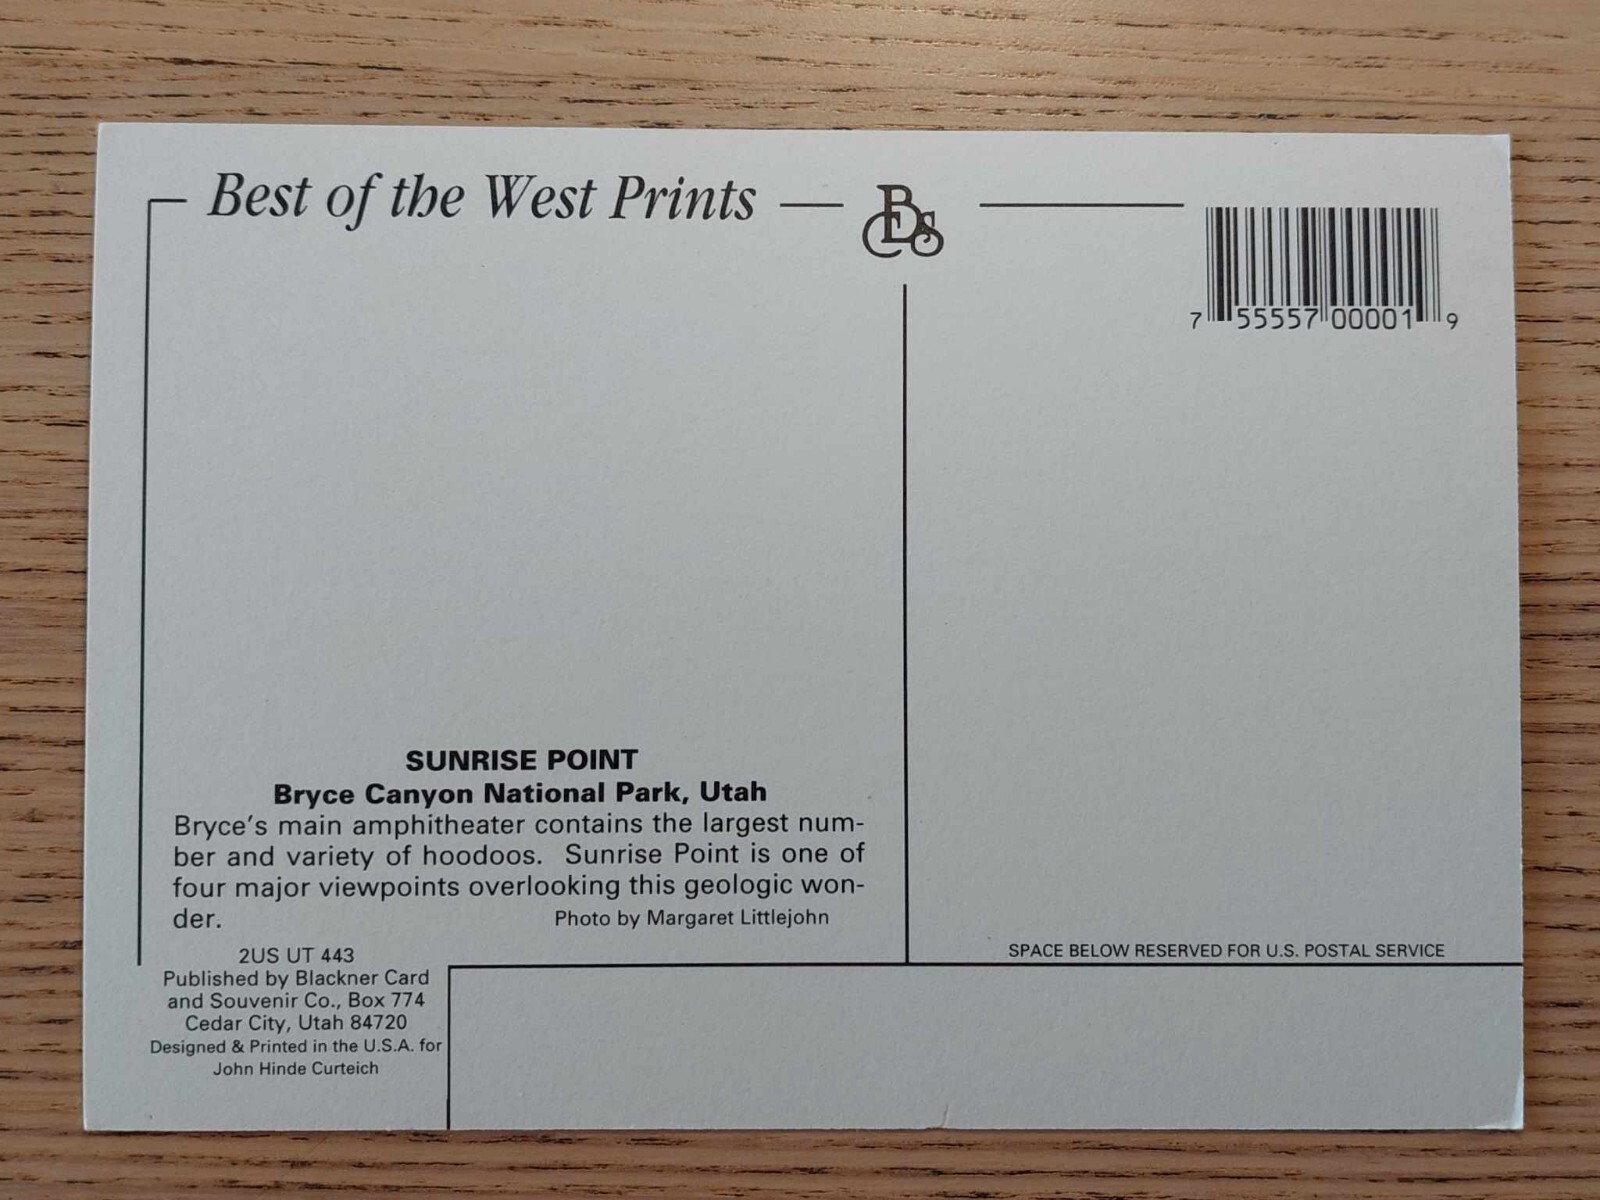 Best of the West Prints
BCDS
7 55557 00001 9
SUNRISE POINT
Bryce Canyon National Park, Utah
Bryce's main amphitheater contains the largest num-
ber and variety of hoodoos. Sunrise Point is one of
four major viewpoints overlooking this geologic won-
der.
Photo by Margaret Littlejohn
2US UT 443
Published by Blackner Card
and Souvenir Co., Box 774
Cedar City, Utah 84720
Designed & Printed in the U.S.A. for
John Hinde Curteich
SPACE BELOW RESERVED FOR U.S. POSTAL SERVICE